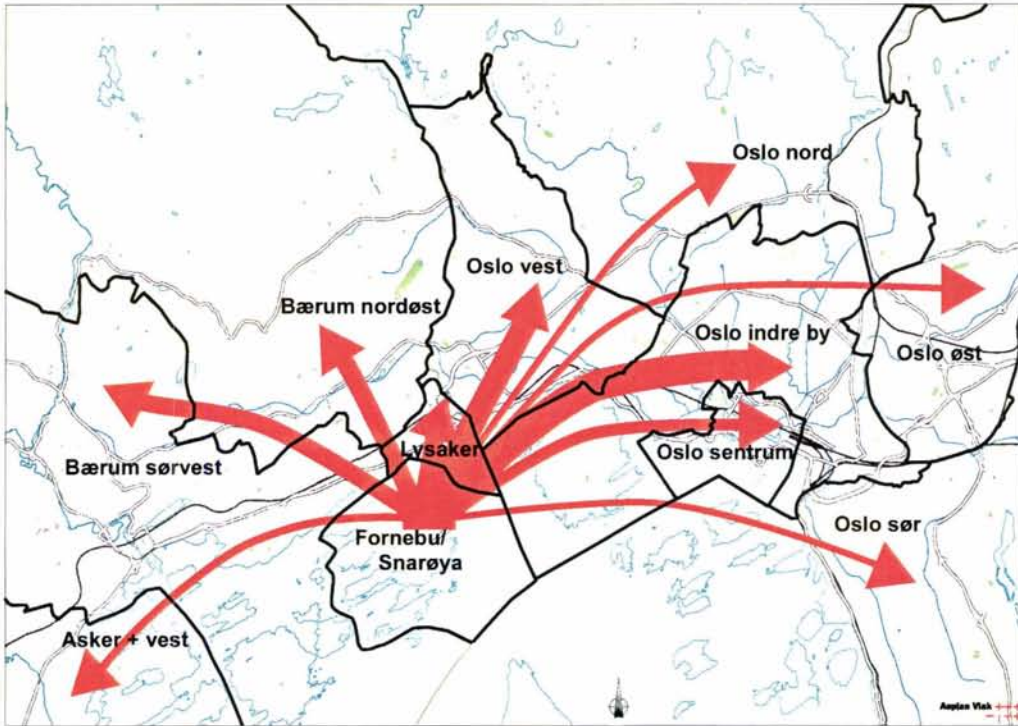 Oslo nord
Oslo vest
Bærum nordøst
Oslo indre by
Oslo øst
Lysaker
Oslo sentrum
Bærum sørvest
Oslo sør
Fornebu/
Snarøya
Asker + vest
Asplan Viak